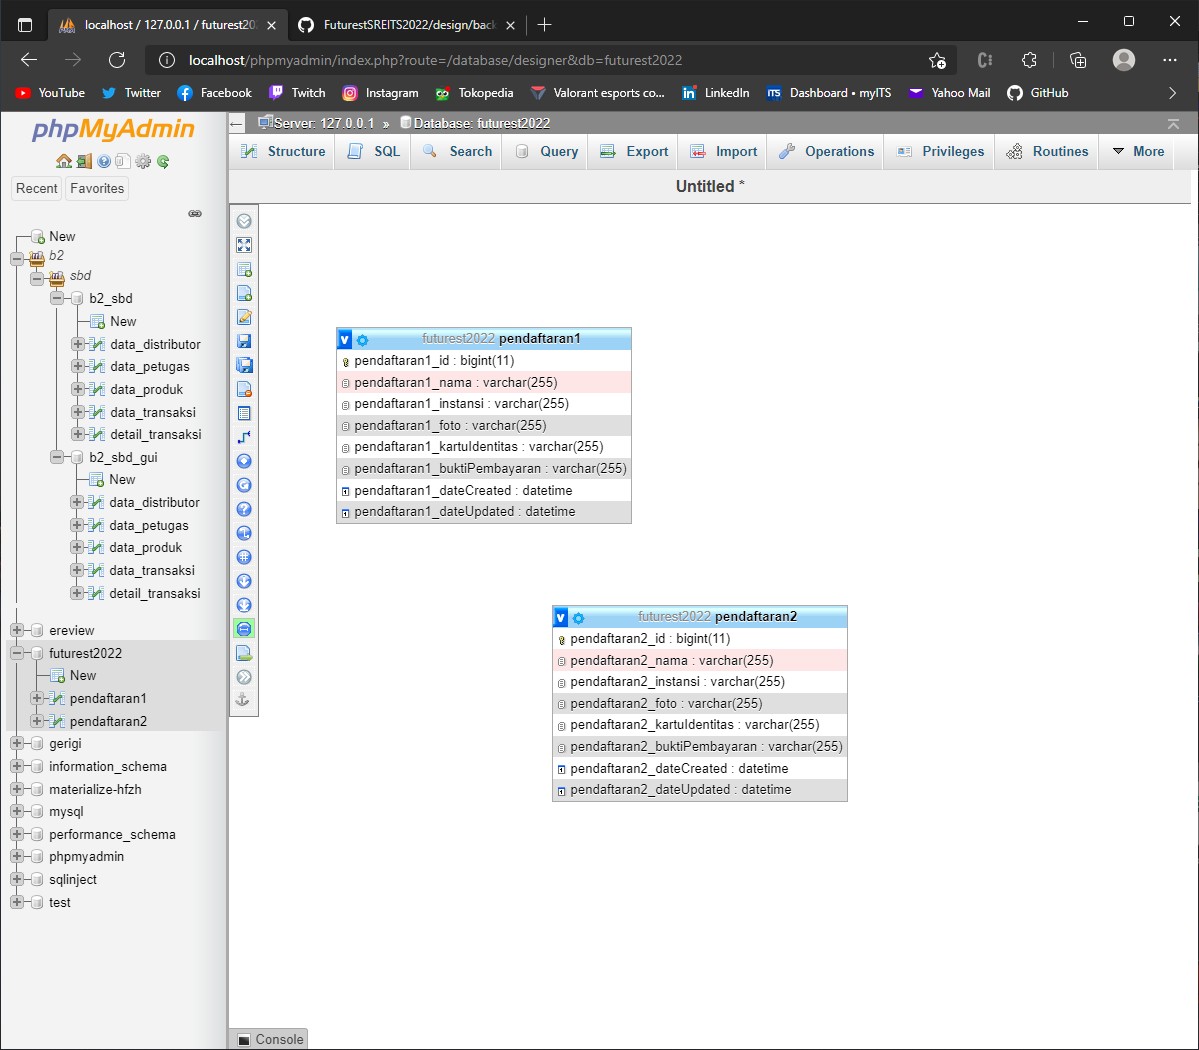 localhost / 127.0.0.1 / futurest20
FuturestSREITS2022/design/back
localhost/phpmyadmin/index.php?route=/database/designer&db=futurest2022
YouTube
Twitter
Facebook
Twitch
Instagram
Tokopedia
Valorant esports co...
LinkedIn
Dashboard • myITS
Yahoo Mail
GitHub
phpMyAdmin
Recent
Favorites
New
b2
sbd
b2_sbd
New
data_distributor
data_petugas
data_produk
data_transaksi
detail_transaksi
b2_sbd_gui
New
data_distributor
data_petugas
data_produk
data_transaksi
detail_transaksi
ereview
futurest2022
New
pendaftaran1
pendaftaran2
gerigi
information_schema
materialize-hfzh
mysql
performance_schema
phpmyadmin
sqlinject
test
Server: 127.0.0.1 » Database: futurest2022
Structure
SQL
Search
Query
Export
Import
Operations
Privileges
Routines
More
Untitled *
v futurest2022 pendaftaran1
pendaftaran1_id : bigint(11)
pendaftaran1_nama : varchar(255)
pendaftaran1_instansi : varchar(255)
pendaftaran1_foto : varchar(255)
pendaftaran1_kartuIdentitas : varchar(255)
pendaftaran1_buktiPembayaran : varchar(255)
pendaftaran1_dateCreated : datetime
pendaftaran1_dateUpdated : datetime
v futurest2022 pendaftaran2
pendaftaran2_id : bigint(11)
pendaftaran2_nama : varchar(255)
pendaftaran2_instansi : varchar(255)
pendaftaran2_foto : varchar(255)
pendaftaran2_kartuIdentitas : varchar(255)
pendaftaran2_buktiPembayaran : varchar(255)
pendaftaran2_dateCreated : datetime
pendaftaran2_dateUpdated : datetime
Console